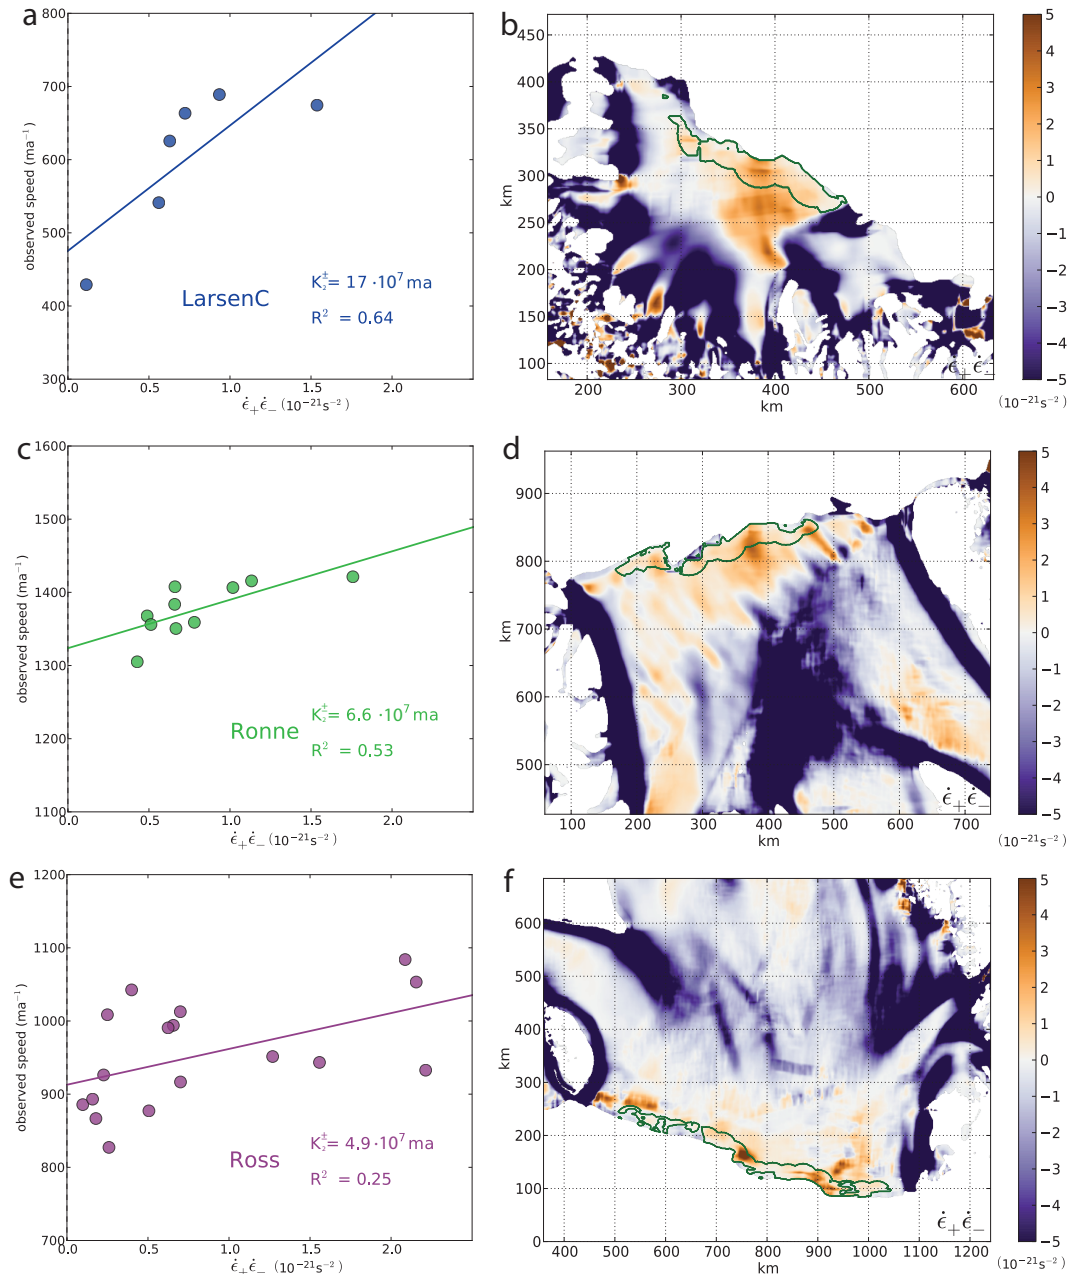 a
800
700
600
500
400
300
observed speed (ma⁻¹)
0.0 0.5 1.0 1.5 2.0
ϵ̇₊ϵ̇₋ (10⁻²¹s⁻²)
LarsenC
K₂±= 17 ·10⁷ ma
R² = 0.64
b
450
400
350
300
250
200
150
100
km
200 300 400 500 600
km
ϵ̇₊ϵ̇₋
5
4
3
2
1
0
−1
−2
−3
−4
−5
(10⁻²¹s⁻²)
c
1600
1500
1400
1300
1200
1100
observed speed (ma⁻¹)
0.0 0.5 1.0 1.5 2.0
ϵ̇₊ϵ̇₋ (10⁻²¹s⁻²)
Ronne
K₂±= 6.6 ·10⁷ ma
R² = 0.53
d
900
800
700
600
500
km
100 200 300 400 500 600 700
km
ϵ̇₊ϵ̇₋
5
4
3
2
1
0
−1
−2
−3
−4
−5
(10⁻²¹s⁻²)
e
1200
1100
1000
900
800
700
observed speed (ma⁻¹)
0.0 0.5 1.0 1.5 2.0
ϵ̇₊ϵ̇₋ (10⁻²¹s⁻²)
Ross
K₂±= 4.9 ·10⁷ ma
R² = 0.25
f
600
500
400
300
200
100
km
400 500 600 700 800 900 1000 1100 1200
km
ϵ̇₊ϵ̇₋
5
4
3
2
1
0
−1
−2
−3
−4
−5
(10⁻²¹s⁻²)